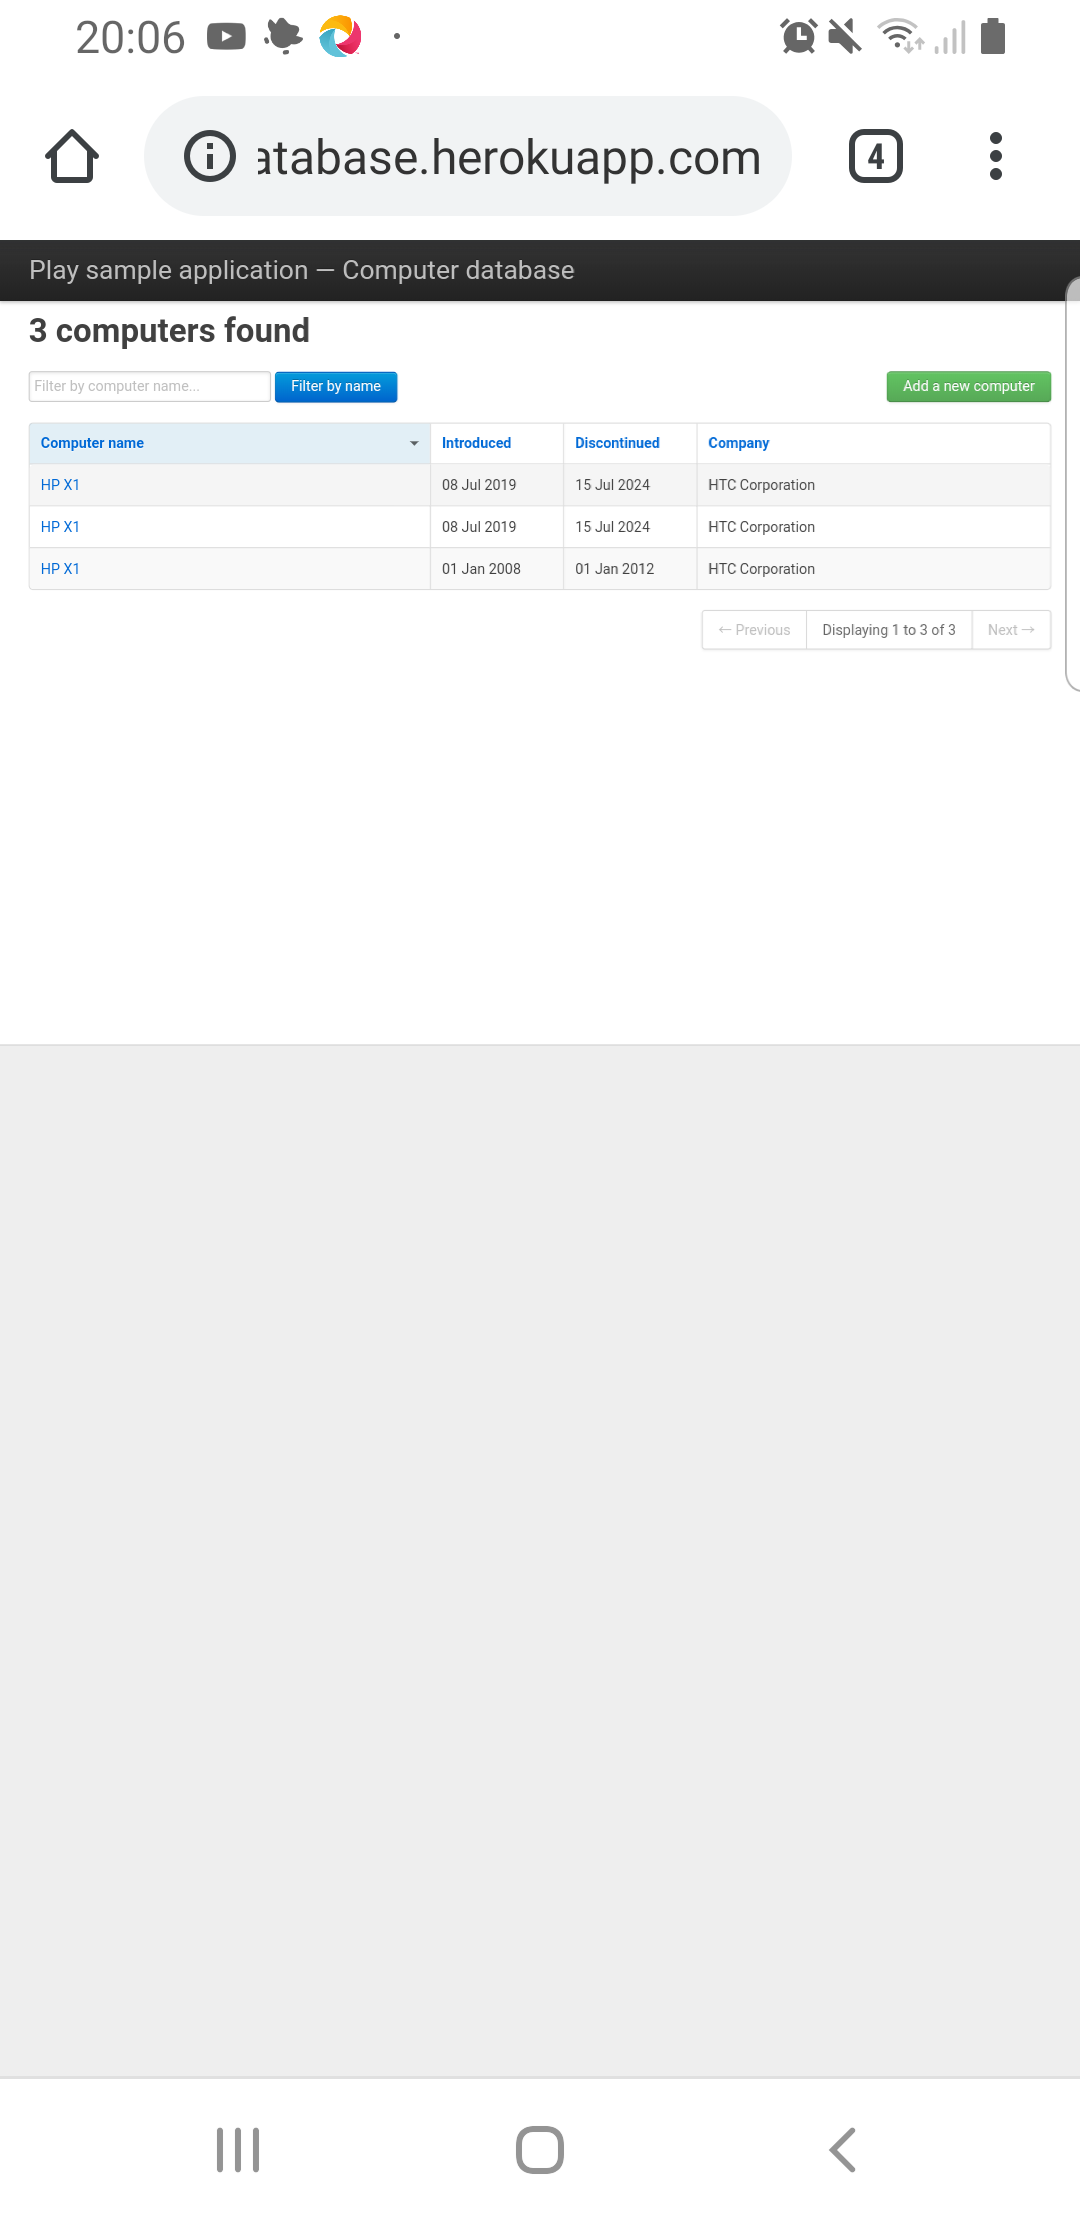 20:06
atabase.herokuapp.com
4
Play sample application — Computer database
3 computers found
Filter by computer name... Filter by name Add a new computer
Computer name Introduced Discontinued Company
HP X1 08 Jul 2019 15 Jul 2024 HTC Corporation
HP X1 08 Jul 2019 15 Jul 2024 HTC Corporation
HP X1 01 Jan 2008 01 Jan 2012 HTC Corporation
← Previous Displaying 1 to 3 of 3 Next →